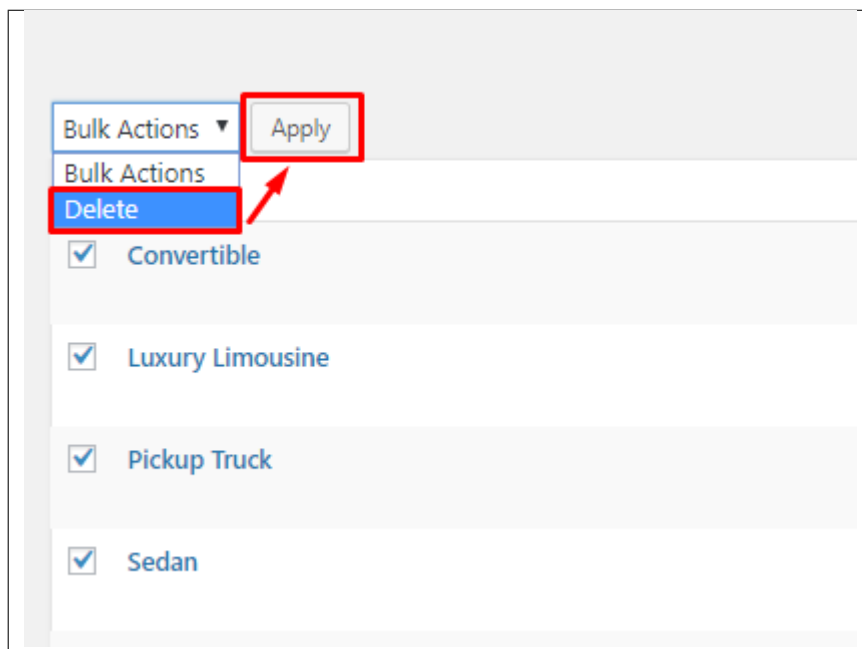 Bulk Actions ▼ Apply
Bulk Actions
Delete
Convertible
Luxury Limousine
Pickup Truck
Sedan